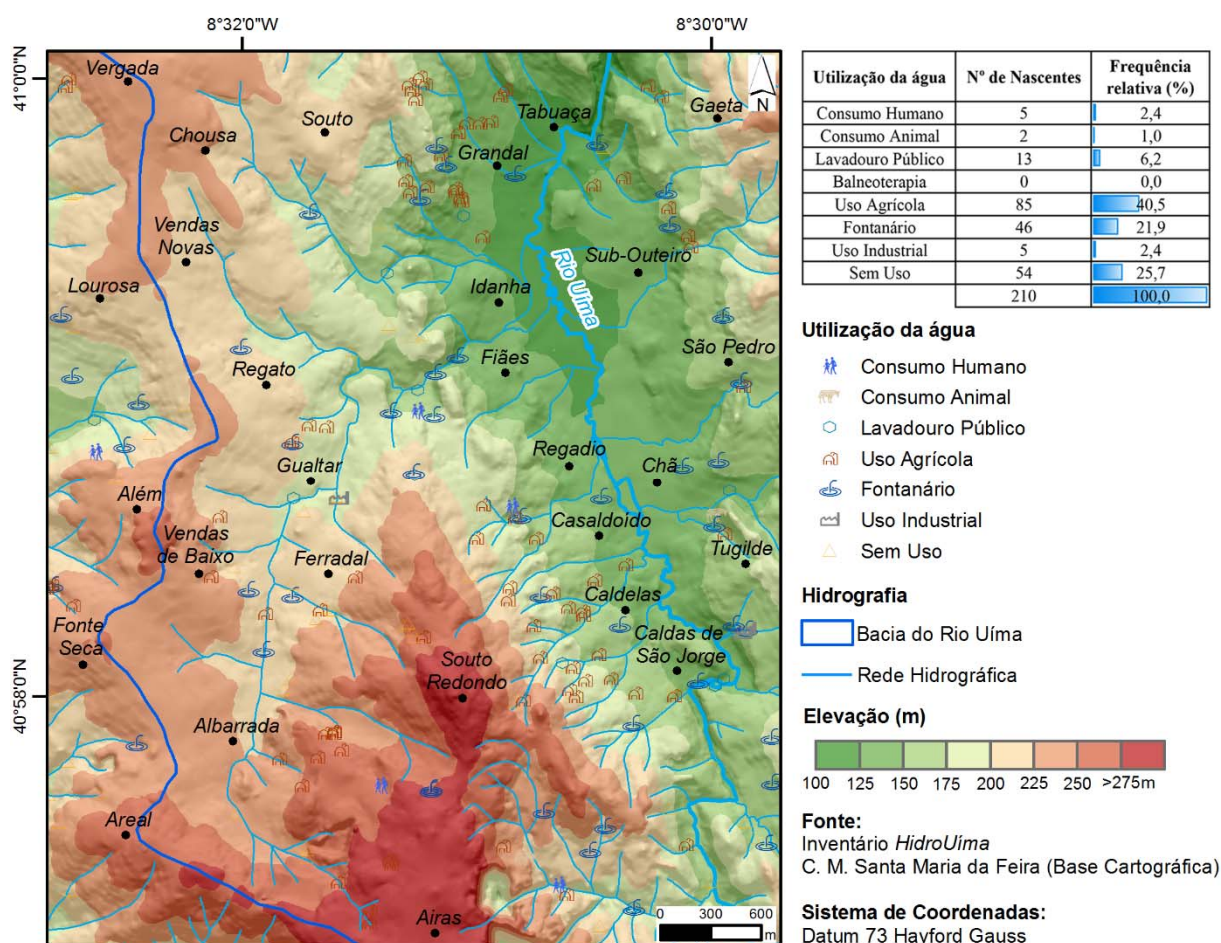 8°32'0"W
8°30'0"W
41°0'0"N
40°58'0"N
N
Vergada
Chousa
Souto
Tabuaça
Gaeta
Grandal
Vendas
Novas
Sub-Outeiro
Rio Uíma
Lourosa
Idanha
Regato
Fiães
São Pedro
Gualtar
Regadio
Chã
Além
Vendas
de Baixo
Ferradal
Casaldoido
Tugilde
Fonte
Seca
Caldelas
Caldas de
São Jorge
Souto
Redondo
Albarrada
Areal
Airas
0 300 600
m
Utilização da água Nº de Nascentes Frequência
relativa (%)
Consumo Humano 5 2,4
Consumo Animal 2 1,0
Lavadouro Público 13 6,2
Balneoterapia 0 0,0
Uso Agrícola 85 40,5
Fontanário 46 21,9
Uso Industrial 5 2,4
Sem Uso 54 25,7
210 100,0
Utilização da água
Consumo Humano
Consumo Animal
Lavadouro Público
Uso Agrícola
Fontanário
Uso Industrial
Sem Uso
Hidrografia
Bacia do Rio Uíma
Rede Hidrográfica
Elevação (m)
100 125 150 175 200 225 250 >275m
Fonte:
Inventário HidroUíma
C. M. Santa Maria da Feira (Base Cartográfica)
Sistema de Coordenadas:
Datum 73 Hayford Gauss